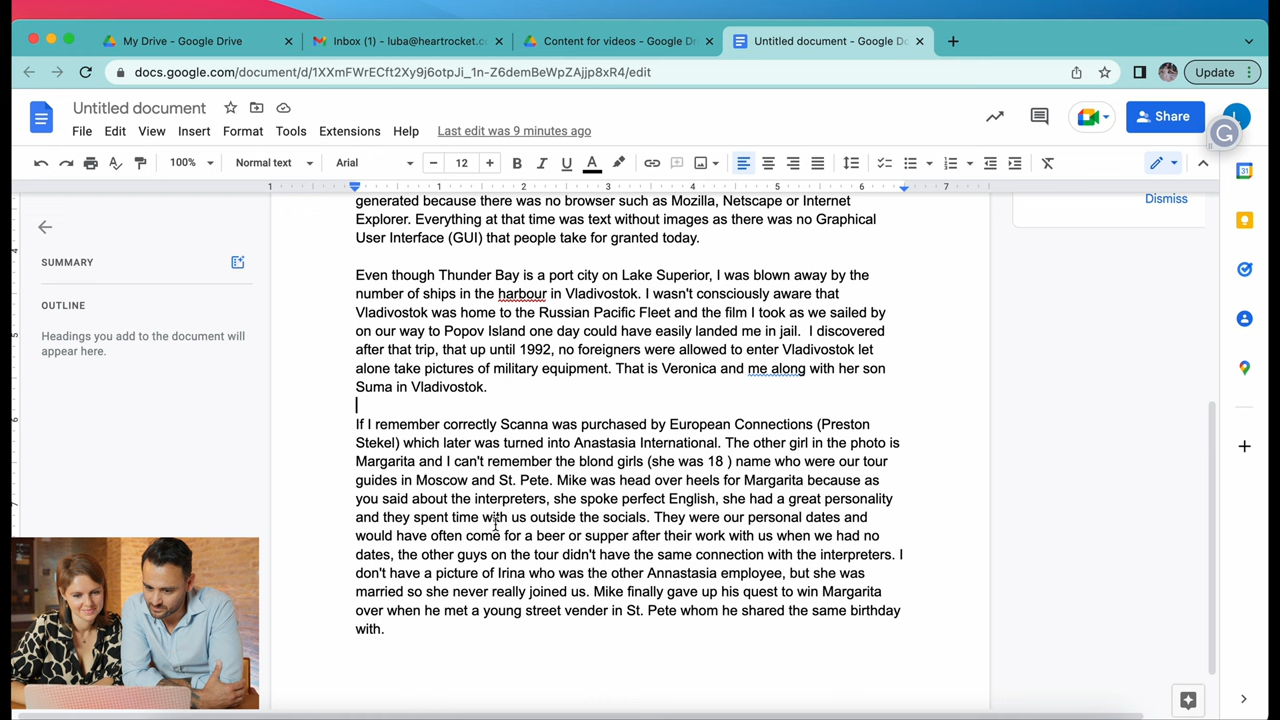 My Drive - Google Drive
Inbox (1) - luba@heartrocket.c
Content for videos - Google Dr
Untitled document - Google Do
docs.google.com/document/d/1XXmFWrECft2Xy9j6otpJi_1n-Z6demBeWpZAjjp8xR4/edit
Update
Untitled document
File Edit View Insert Format Tools Extensions Help Last edit was 9 minutes ago
Share
L
100% Normal text Arial 12 B I U A
1 1 2 3 4 5 6 7
Dismiss
SUMMARY
OUTLINE
Headings you add to the document will
appear here.
generated because there was no browser such as Mozilla, Netscape or Internet
Explorer. Everything at that time was text without images as there was no Graphical
User Interface (GUI) that people take for granted today.
Even though Thunder Bay is a port city on Lake Superior, I was blown away by the
number of ships in the harbour in Vladivostok. I wasn't consciously aware that
Vladivostok was home to the Russian Pacific Fleet and the film I took as we sailed by
on our way to Popov Island one day could have easily landed me in jail.  I discovered
after that trip, that up until 1992, no foreigners were allowed to enter Vladivostok let
alone take pictures of military equipment. That is Veronica and me along with her son
Suma in Vladivostok.
If I remember correctly Scanna was purchased by European Connections (Preston
Stekel) which later was turned into Anastasia International. The other girl in the photo is
Margarita and I can't remember the blond girls (she was 18 ) name who were our tour
guides in Moscow and St. Pete. Mike was head over heels for Margarita because as
you said about the interpreters, she spoke perfect English, she had a great personality
and they spent time with us outside the socials. They were our personal dates and
would have often come for a beer or supper after their work with us when we had no
dates, the other guys on the tour didn't have the same connection with the interpreters. I
don't have a picture of Irina who was the other Annastasia employee, but she was
married so she never really joined us. Mike finally gave up his quest to win Margarita
over when he met a young street vender in St. Pete whom he shared the same birthday
with.